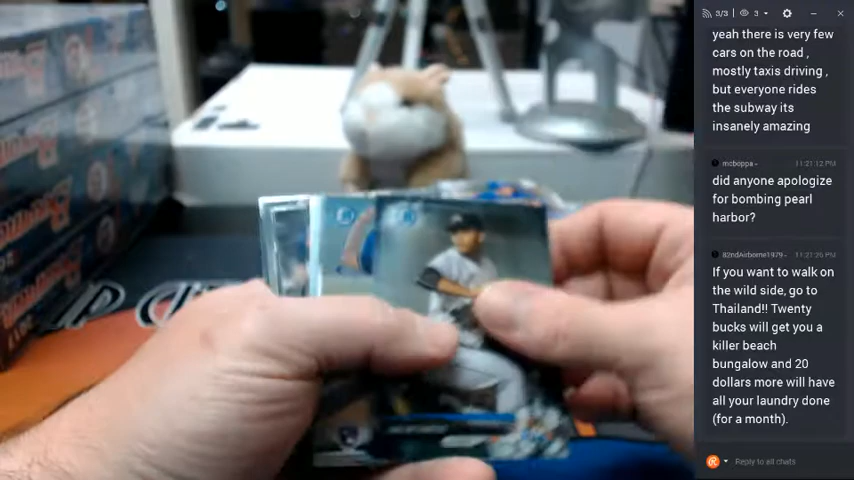 Bowman
3/3 3
yeah there is very few
cars on the road ,
mostly taxis driving ,
but everyone rides
the subway its
insanely amazing
mcboppa 11:21:12 PM
did anyone apologize
for bombing pearl
harbor?
82ndAirborne1979 11:21:26 PM
If you want to walk on
the wild side, go to
Thailand!! Twenty
bucks will get you a
killer beach
bungalow and 20
dollars more will have
all your laundry done
(for a month).
Reply to all chats